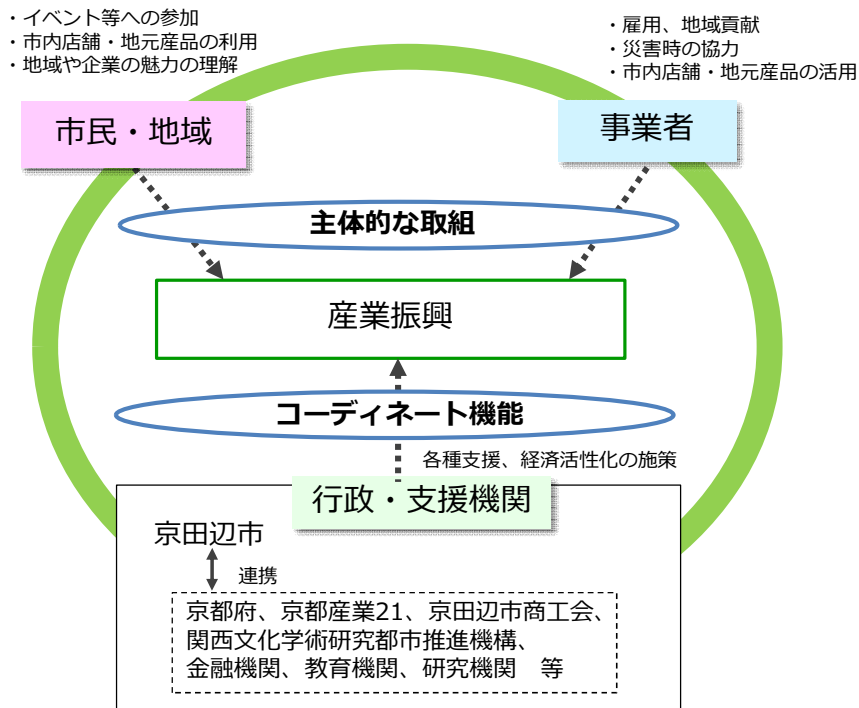 ・イベント等への参加
・市内店舗・地元産品の利用
・地域や企業の魅力の理解
・雇用、地域貢献
・災害時の協力
・市内店舗・地元産品の活用
市民・地域
事業者
主体的な取組
産業振興
コーディネート機能
各種支援、経済活性化の施策
行政・支援機関
京田辺市
連携
京都府、京都産業21、京田辺市商工会、
関西文化学術研究都市推進機構、
金融機関、教育機関、研究機関　等